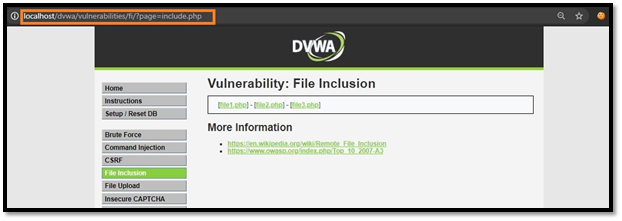 localhost/dvwa/vulnerabilities/fi/?page=include.php
DVWA
Vulnerability: File Inclusion
Home
Instructions
Setup / Reset DB
Brute Force
Command Injection
CSRF
File Inclusion
File Upload
Insecure CAPTCHA
[file1.php] - [file2.php] - [file3.php]
More Information
https://en.wikipedia.org/wiki/Remote_File_Inclusion
https://www.owasp.org/index.php/Top_10_2007-A3